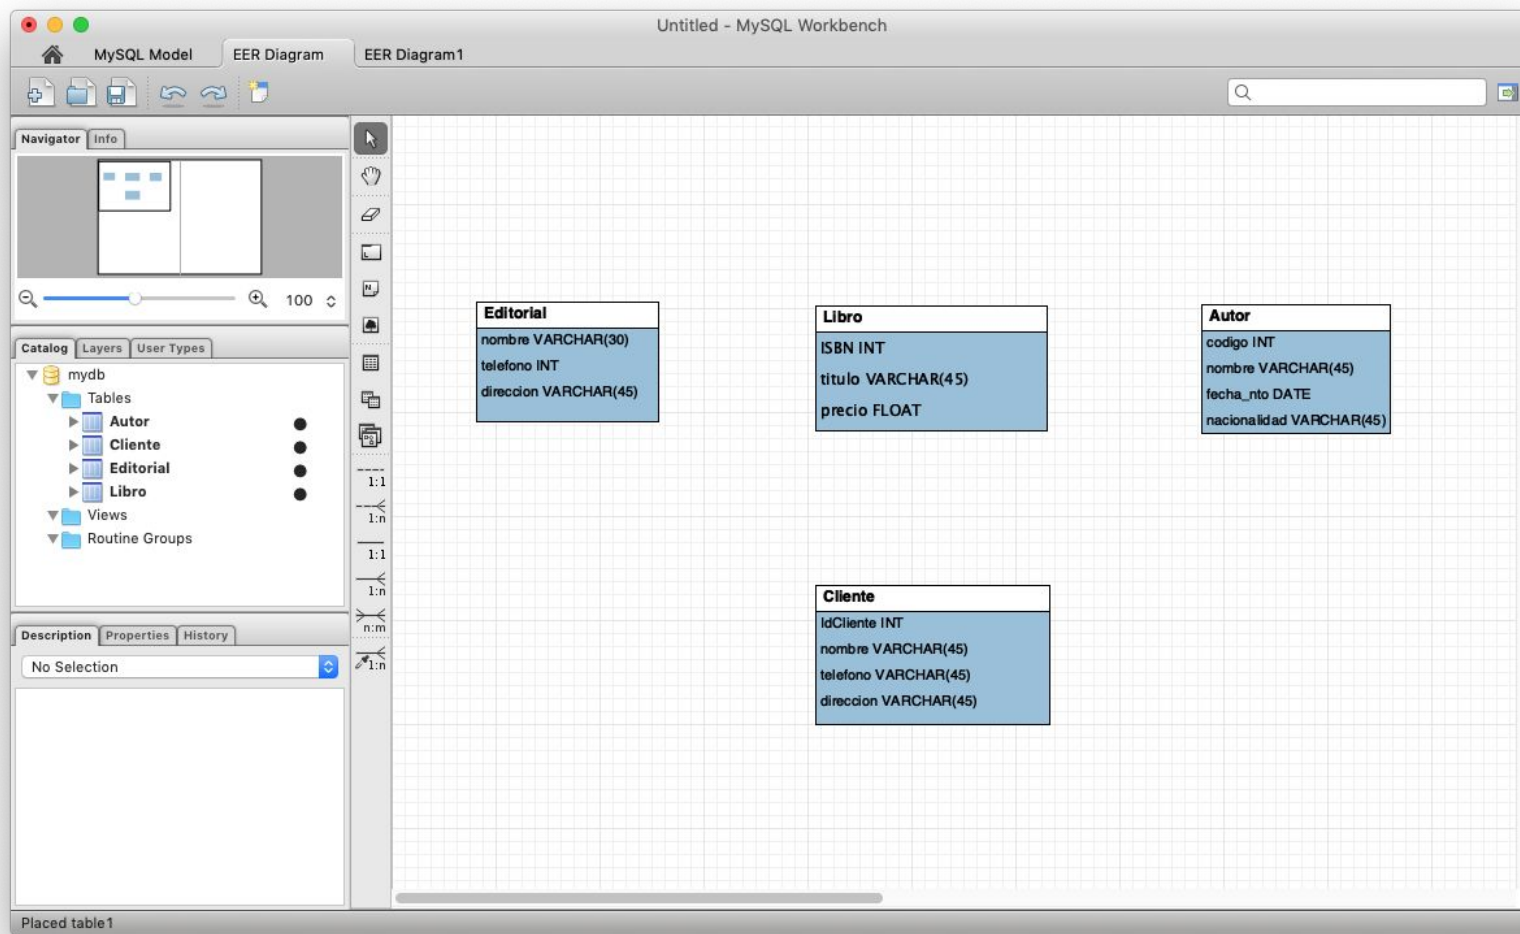 Untitled - MySQL Workbench
MySQL Model
EER Diagram
EER Diagram1
Navigator
Info
100
Catalog
Layers
User Types
mydb
Tables
Autor
Cliente
Editorial
Libro
Views
Routine Groups
Description
Properties
History
No Selection
1:1
1:n
1:1
1:n
n:m
1:n
Editorial
nombre VARCHAR(30)
telefono INT
direccion VARCHAR(45)
Libro
ISBN INT
titulo VARCHAR(45)
precio FLOAT
Autor
codigo INT
nombre VARCHAR(45)
fecha_nto DATE
nacionalidad VARCHAR(45)
Cliente
IdCliente INT
nombre VARCHAR(45)
telefono VARCHAR(45)
direccion VARCHAR(45)
Placed table1